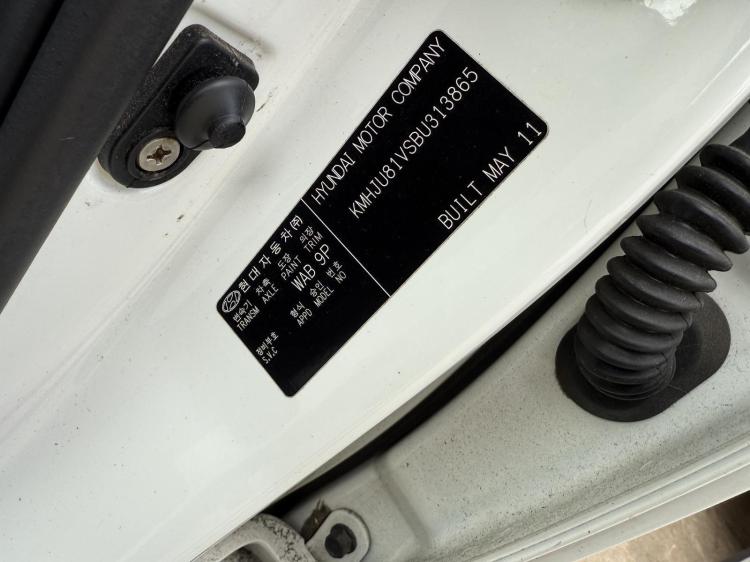 현대자동차(주)
HYUNDAI MOTOR COMPANY
변속기 차축 도장 의장
TRANSM AXLE PAINT TRIM
KMHJU81VSBU313865
WAB 9P
형식 승인 번호
APPD MODEL NO
BUILT MAY 11
장비부호
S.V.C